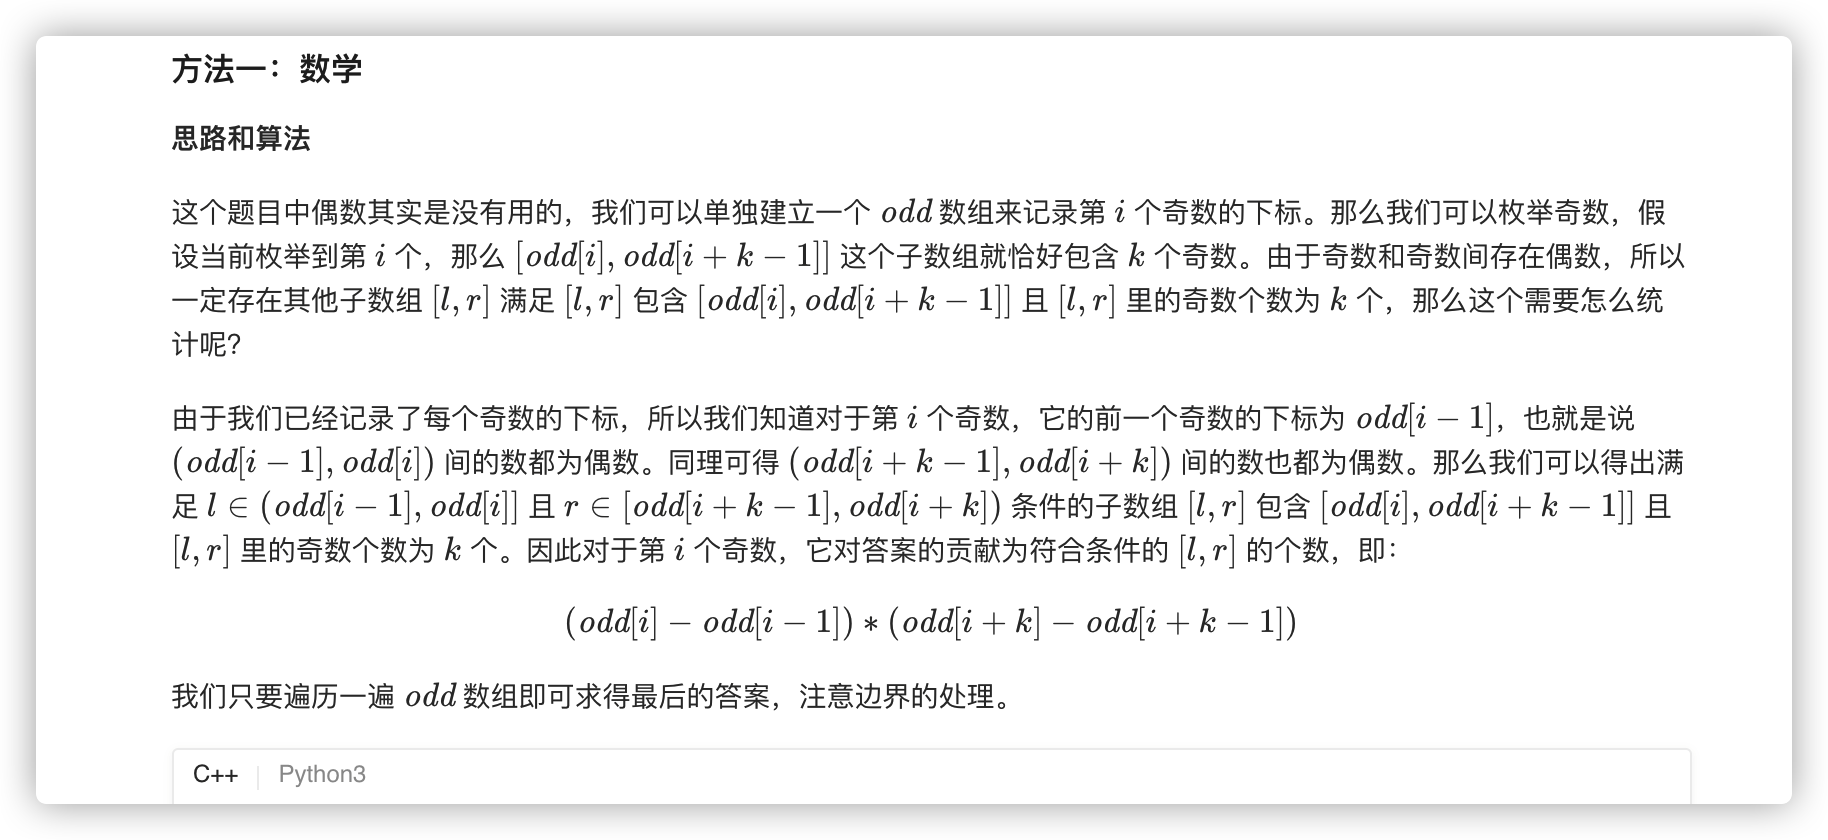 方法一：数学
思路和算法
这个题目中偶数其实是没有用的，我们可以单独建立一个 odd 数组来记录第 i 个奇数的下标。那么我们可以枚举奇数，假
设当前枚举到第 i 个，那么 [odd[i], odd[i + k − 1]] 这个子数组就恰好包含 k 个奇数。由于奇数和奇数间存在偶数，所以
一定存在其他子数组 [l, r] 满足 [l, r] 包含 [odd[i], odd[i + k − 1]] 且 [l, r] 里的奇数个数为 k 个，那么这个需要怎么统
计呢?
由于我们已经记录了每个奇数的下标，所以我们知道对于第 i 个奇数，它的前一个奇数的下标为 odd[i − 1]，也就是说
(odd[i − 1], odd[i]) 间的数都为偶数。同理可得 (odd[i + k − 1], odd[i + k]) 间的数也都为偶数。那么我们可以得出满
足 l ∈ (odd[i − 1], odd[i]] 且 r ∈ [odd[i + k − 1], odd[i + k]) 条件的子数组 [l, r] 包含 [odd[i], odd[i + k − 1]] 且
[l, r] 里的奇数个数为 k 个。因此对于第 i 个奇数，它对答案的贡献为符合条件的 [l, r] 的个数，即：
(odd[i] − odd[i − 1]) ∗ (odd[i + k] − odd[i + k − 1])
我们只要遍历一遍 odd 数组即可求得最后的答案，注意边界的处理。
C++ Python3